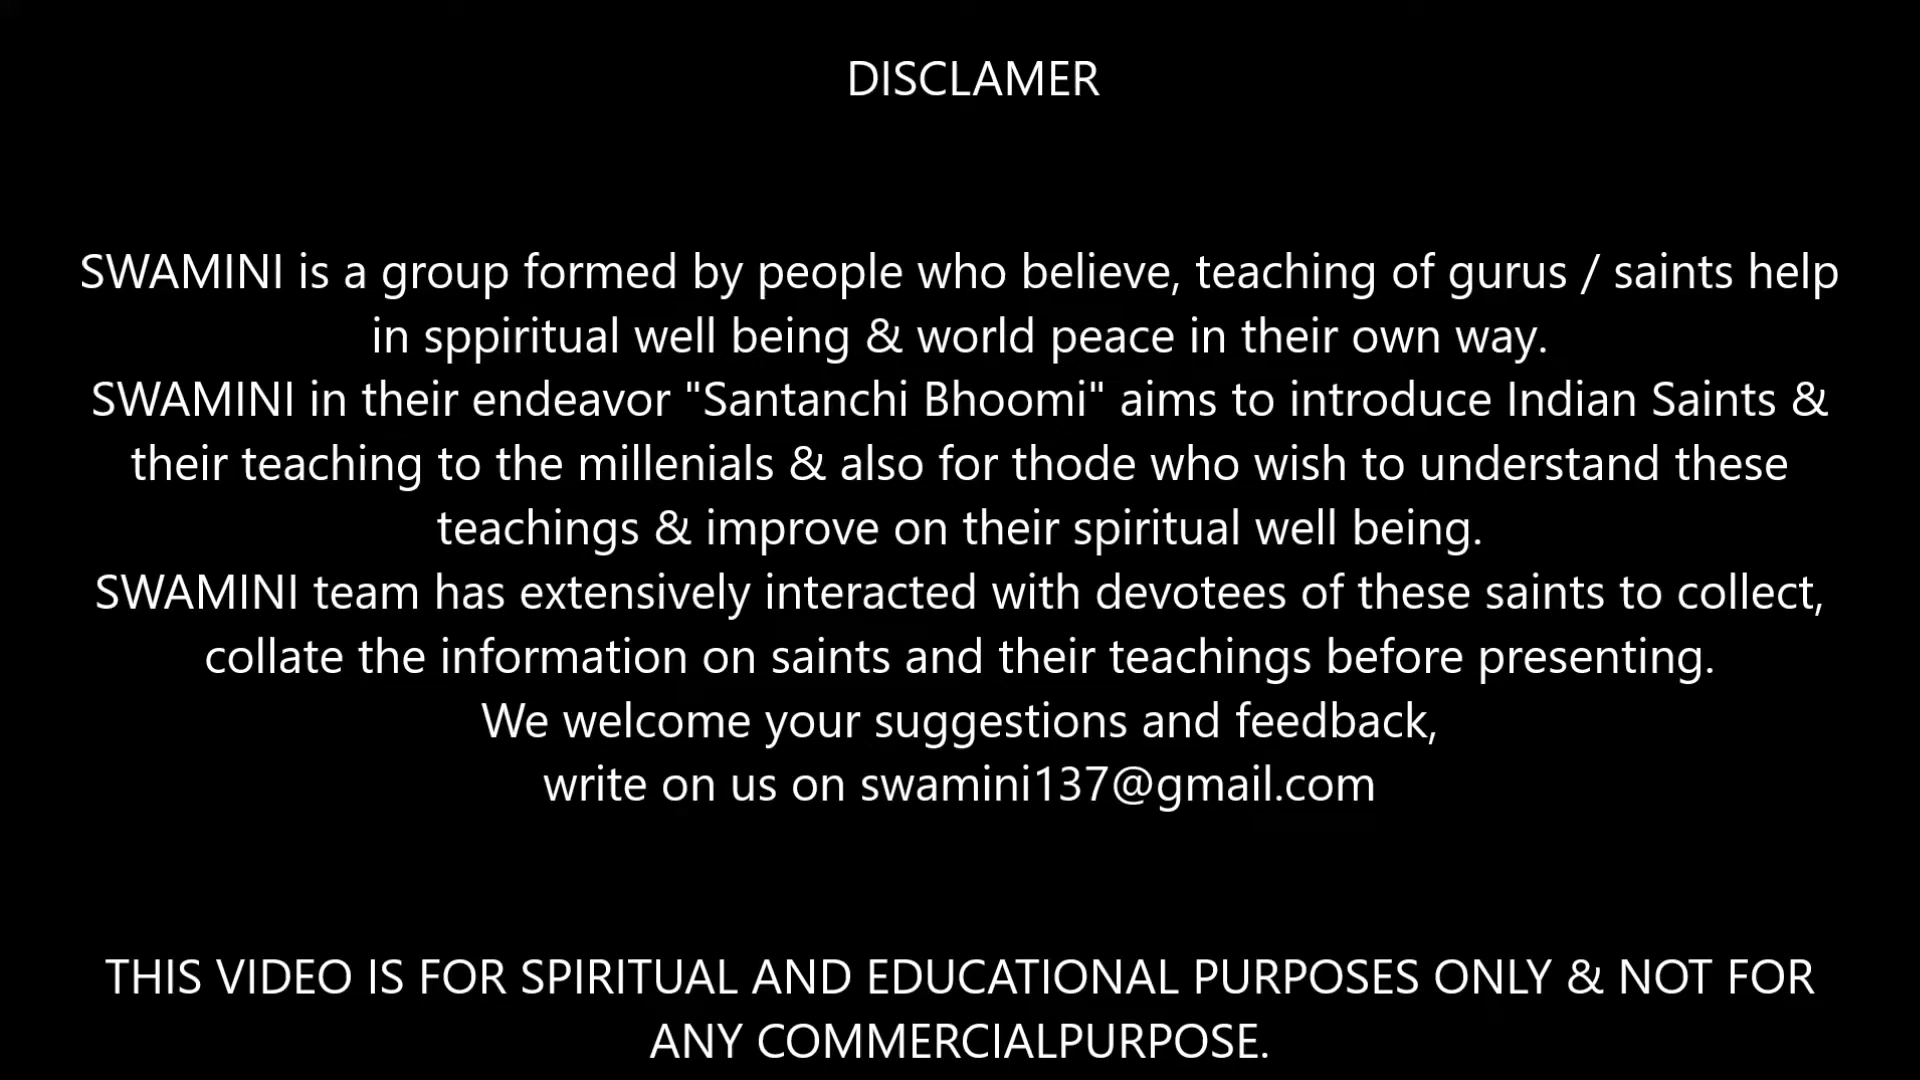 DISCLAMER
SWAMINI is a group formed by people who believe, teaching of gurus / saints help
in sppiritual well being & world peace in their own way.
SWAMINI in their endeavor "Santanchi Bhoomi" aims to introduce Indian Saints &
their teaching to the millenials & also for thode who wish to understand these
teachings & improve on their spiritual well being.
SWAMINI team has extensively interacted with devotees of these saints to collect,
collate the information on saints and their teachings before presenting.
We welcome your suggestions and feedback,
write on us on swamini137@gmail.com
THIS VIDEO IS FOR SPIRITUAL AND EDUCATIONAL PURPOSES ONLY & NOT FOR
ANY COMMERCIALPURPOSE.